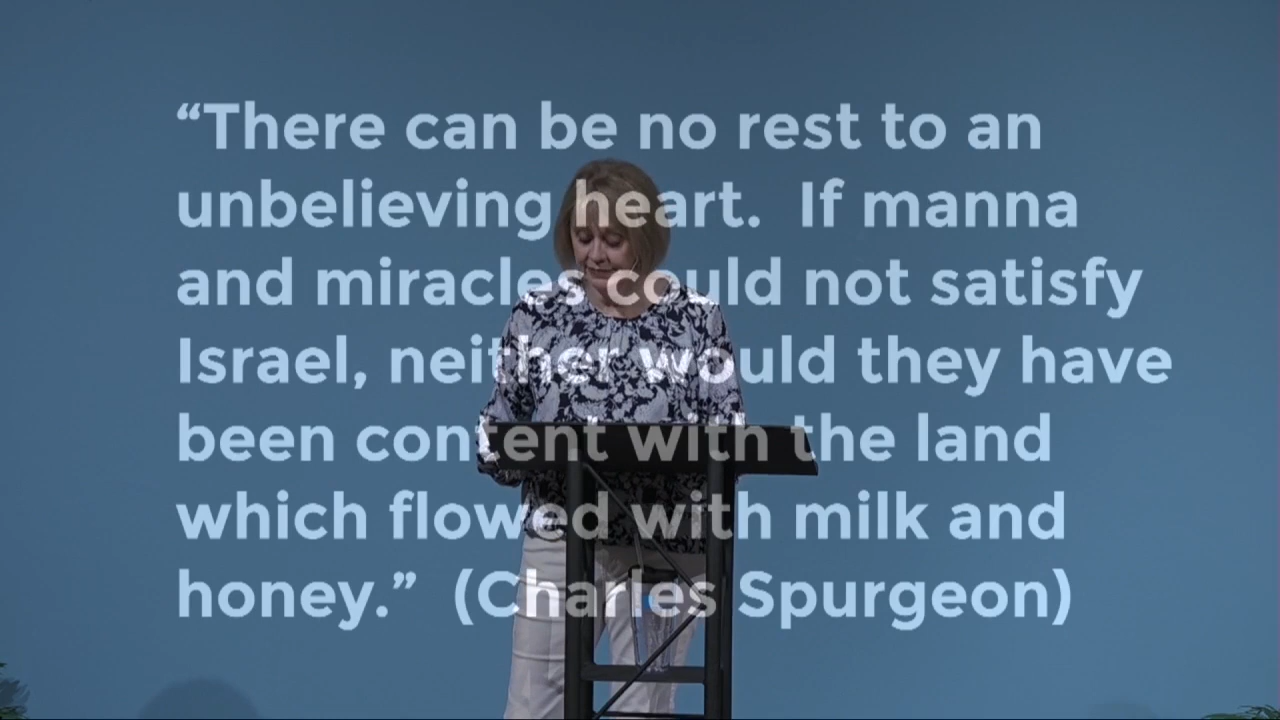 “There can be no rest to an
unbelieving heart.  If manna
and miracles could not satisfy
Israel, neither would they have
been content with the land
which flowed with milk and
honey.”  (Charles Spurgeon)